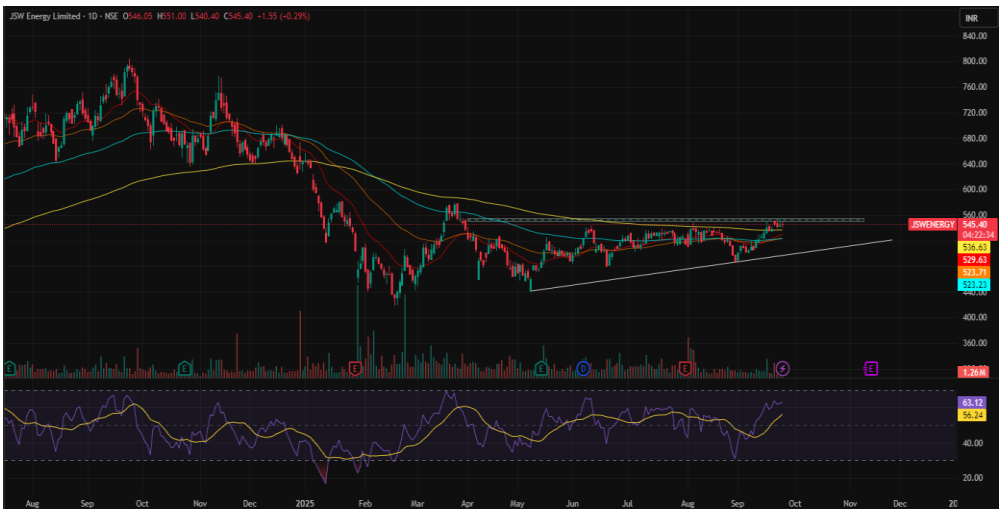 JSW Energy Limited · 1D · NSE O546.05 H551.00 L540.40 C545.40 +1.55 (+0.29%)
INR
840.00
800.00
760.00
720.00
680.00
640.00
600.00
560.00
JSWENERGY 545.40
04:22:34
536.63
529.63
523.71
523.23
440.00
400.00
360.00
E
E
E
E
D
E
E
1.26M
63.12
56.24
40.00
20.00
Aug Sep Oct Nov Dec 2025 Feb Mar Apr May Jun Jul Aug Sep Oct Nov Dec 20